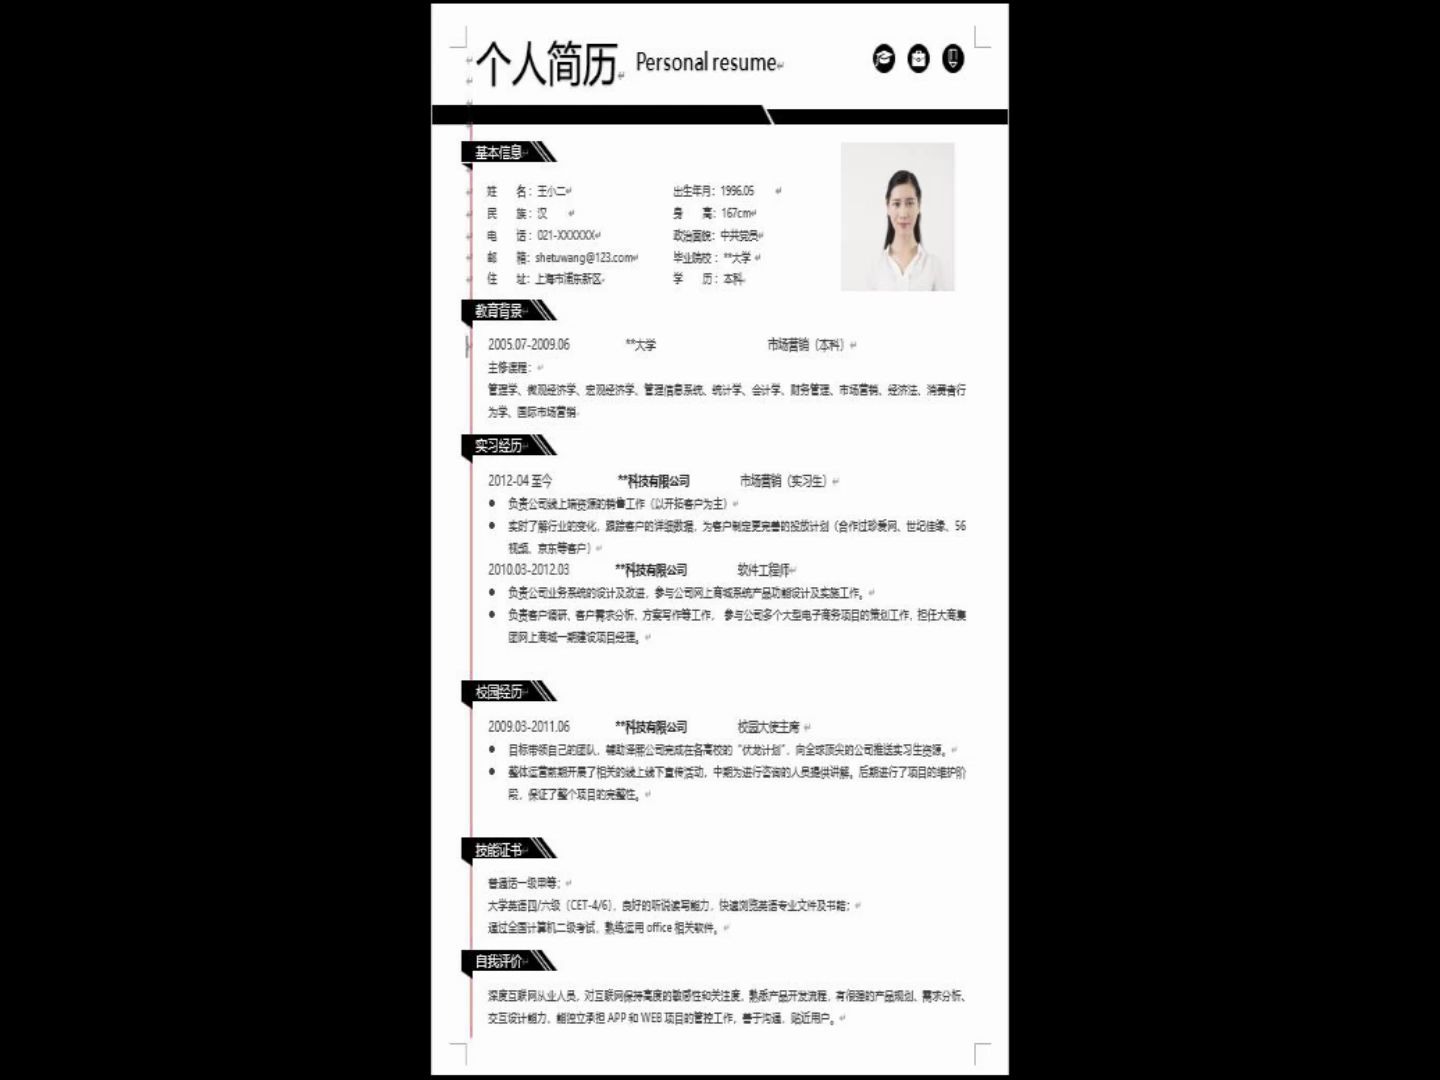 个人简历 Personal resume
基本信息
姓 名：王小二 出生年月：1996.05
民 族：汉 身 高：167cm
电 话：021-XXXXXX 政治面貌：中共党员
邮 箱：shetuwang@123.com 毕业院校：**大学
住 址：上海市浦东新区 学 历：本科
教育背景
2005.07-2009.06 **大学 市场营销（本科）
主修课程：
管理学、微观经济学、宏观经济学、管理信息系统、统计学、会计学、财务管理、市场营销、经济法、消费者行
为学、国际市场营销
实习经历
2012-04 至今 **科技有限公司 市场营销（实习生）
● 负责公司线上端资源的销售工作（以开拓客户为主）
● 实时了解行业的变化，跟踪客户的详细数据，为客户制定更完善的投放计划（合作过珍爱网、世纪佳缘、56
视频、京东等客户）
2010.03-2012.03 **科技有限公司 软件工程师
● 负责公司业务系统的设计及改进，参与公司网上商城系统产品功能设计及实施工作。
● 负责客户调研、客户需求分析、方案写作等工作， 参与公司多个大型电子商务项目的策划工作，担任大商集
团网上商城一期建设项目经理。
校园经历
2009.03-2011.06 **科技有限公司 校园大使主席
● 目标带领自己的团队，辅助泽熙公司完成在各高校的“伏龙计划”，向全球顶尖的公司推送实习生资源。
● 整体运营前期开展了相关的线上线下宣传活动，中期为进行咨询的人员提供讲解。后期进行了项目的维护阶
段，保证了整个项目的完整性。
技能证书
普通话一级甲等；
大学英语四/六级（CET-4/6），良好的听说读写能力，快速浏览英语专业文件及书籍；
通过全国计算机二级考试，熟练运用 office 相关软件。
自我评价
深度互联网从业人员，对互联网保持高度的敏感性和关注度，熟悉产品开发流程，有很强的产品规划、需求分析、
交互设计能力，能独立承担 APP 和 WEB 项目的管控工作，善于沟通，贴近用户。